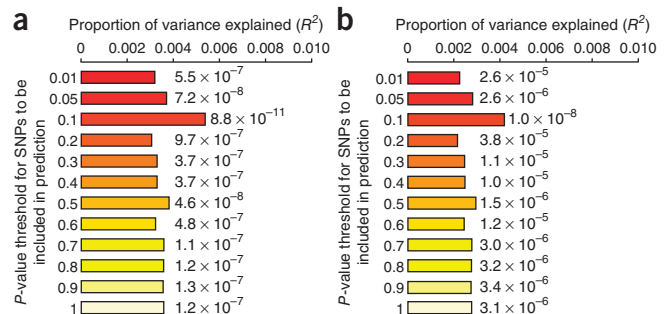 a
Proportion of variance explained (R²)
0 0.002 0.004 0.006 0.010
P-value threshold for SNPs to be
included in prediction
0.01 5.5 × 10⁻⁷
0.05 7.2 × 10⁻⁸
0.1 8.8 × 10⁻¹¹
0.2 9.7 × 10⁻⁷
0.3 3.7 × 10⁻⁷
0.4 3.7 × 10⁻⁷
0.5 4.6 × 10⁻⁸
0.6 4.8 × 10⁻⁷
0.7 1.1 × 10⁻⁷
0.8 1.2 × 10⁻⁷
0.9 1.3 × 10⁻⁷
1 1.2 × 10⁻⁷
b
Proportion of variance explained (R²)
0 0.002 0.004 0.006 0.010
P-value threshold for SNPs to be
included in prediction
0.01 2.6 × 10⁻⁵
0.05 2.6 × 10⁻⁶
0.1 1.0 × 10⁻⁸
0.2 3.8 × 10⁻⁵
0.3 1.1 × 10⁻⁵
0.4 1.0 × 10⁻⁵
0.5 1.5 × 10⁻⁶
0.6 1.2 × 10⁻⁵
0.7 3.0 × 10⁻⁶
0.8 3.2 × 10⁻⁶
0.9 3.4 × 10⁻⁶
1 3.1 × 10⁻⁶